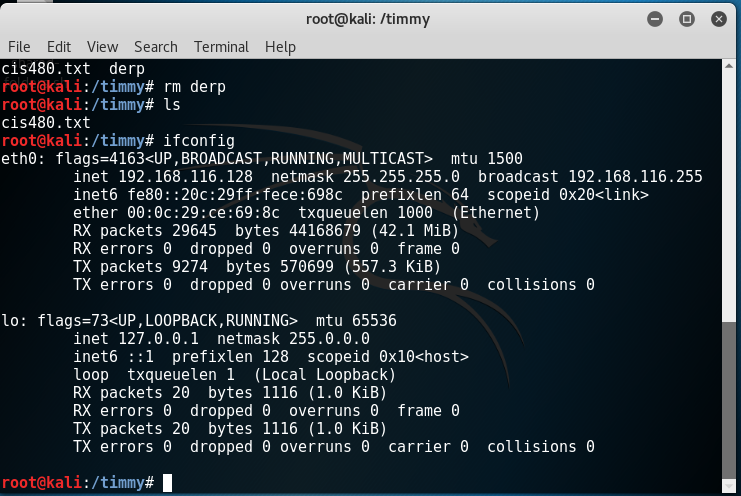 root@kali: /timmy
File Edit View Search Terminal Help
cis480.txt  derp
root@kali:/timmy# rm derp
root@kali:/timmy# ls
cis480.txt
root@kali:/timmy# ifconfig
eth0: flags=4163<UP,BROADCAST,RUNNING,MULTICAST>  mtu 1500
        inet 192.168.116.128  netmask 255.255.255.0  broadcast 192.168.116.255
        inet6 fe80::20c:29ff:fece:698c  prefixlen 64  scopeid 0x20<link>
        ether 00:0c:29:ce:69:8c  txqueuelen 1000  (Ethernet)
        RX packets 29645  bytes 44168679 (42.1 MiB)
        RX errors 0  dropped 0  overruns 0  frame 0
        TX packets 9274  bytes 570699 (557.3 KiB)
        TX errors 0  dropped 0 overruns 0  carrier 0  collisions 0

lo: flags=73<UP,LOOPBACK,RUNNING>  mtu 65536
        inet 127.0.0.1  netmask 255.0.0.0
        inet6 ::1  prefixlen 128  scopeid 0x10<host>
        loop  txqueuelen 1  (Local Loopback)
        RX packets 20  bytes 1116 (1.0 KiB)
        RX errors 0  dropped 0  overruns 0  frame 0
        TX packets 20  bytes 1116 (1.0 KiB)
        TX errors 0  dropped 0 overruns 0  carrier 0  collisions 0

root@kali:/timmy#